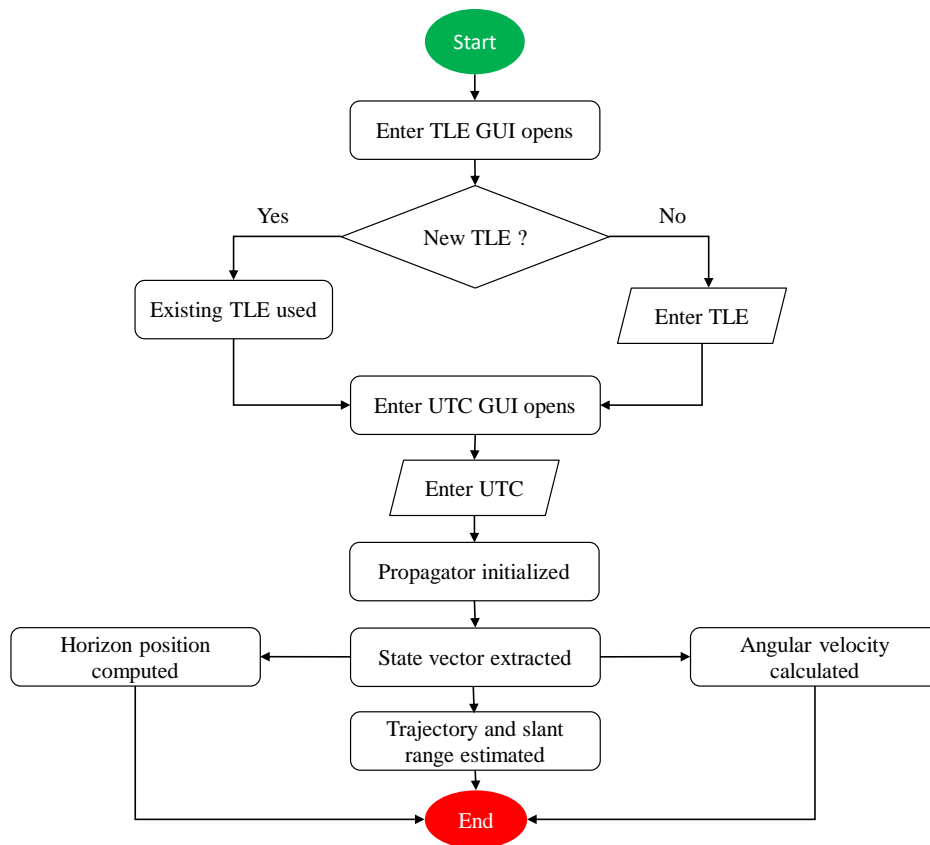 Start
Enter TLE GUI opens
Yes
No
New TLE ?
Existing TLE used
Enter TLE
Enter UTC GUI opens
Enter UTC
Propagator initialized
Horizon position
computed
State vector extracted
Angular velocity
calculated
Trajectory and slant
range estimated
End